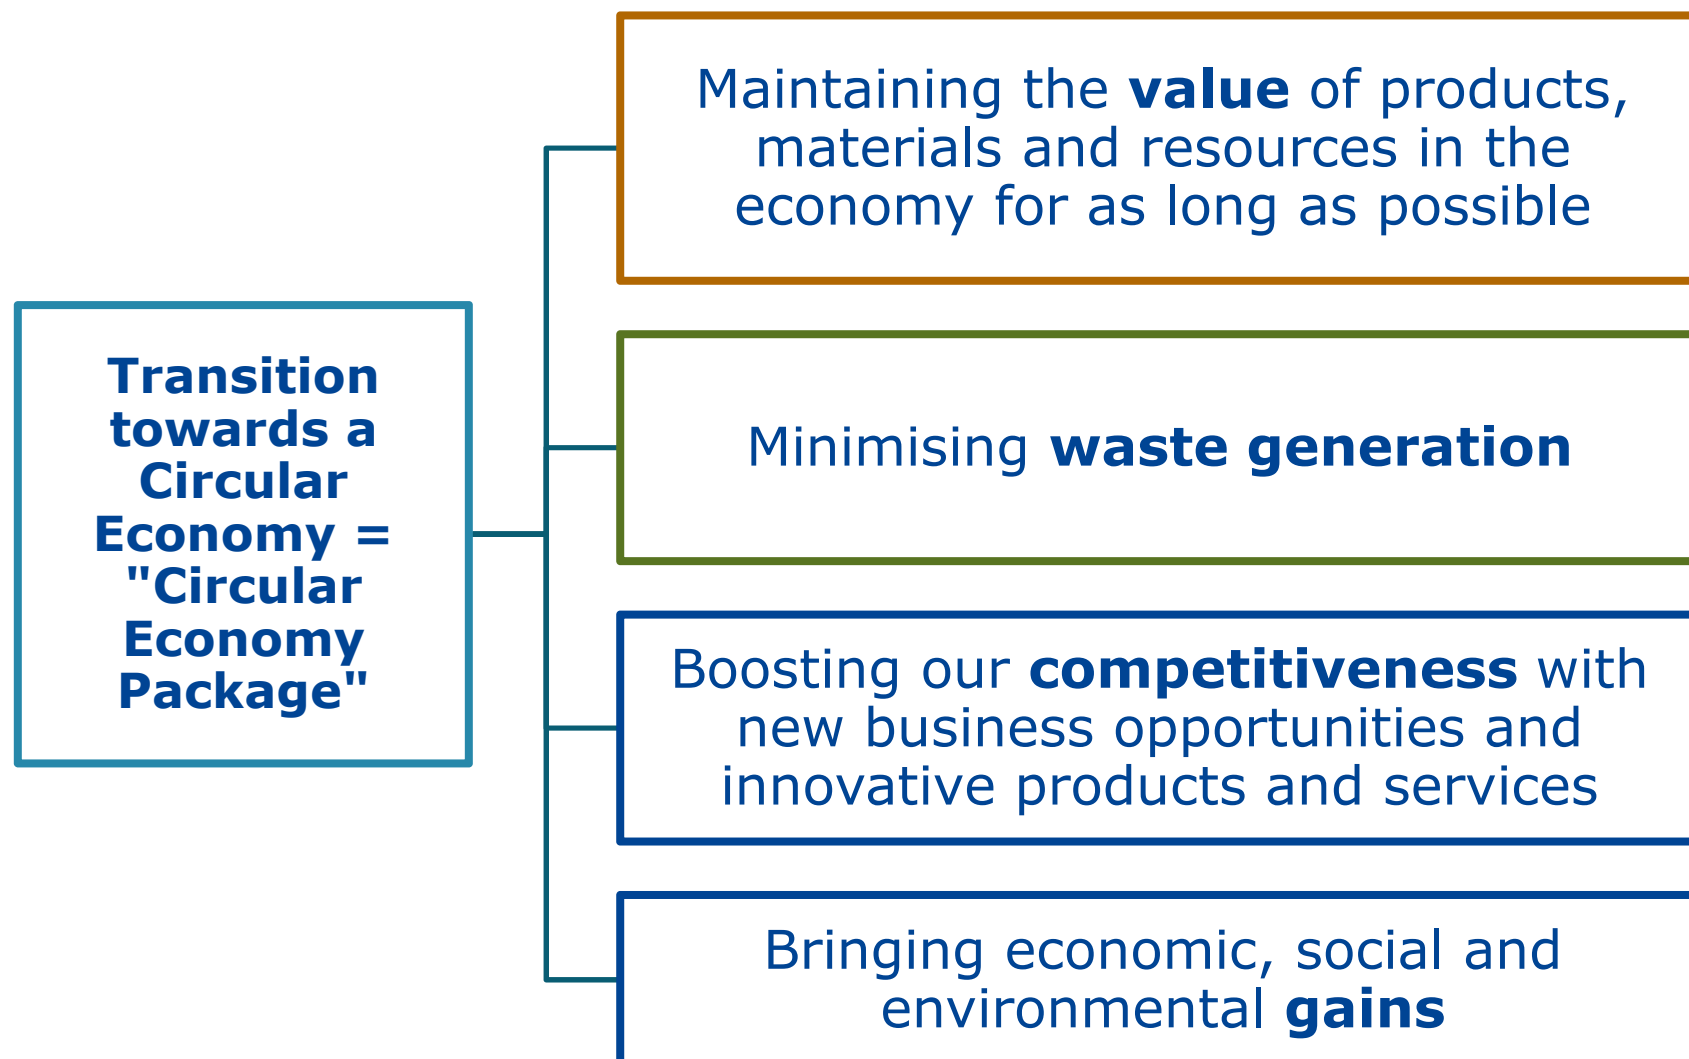 Transition
towards a
Circular
Economy =
"Circular
Economy
Package"
Maintaining the value of products,
materials and resources in the
economy for as long as possible
Minimising waste generation
Boosting our competitiveness with
new business opportunities and
innovative products and services
Bringing economic, social and
environmental gains